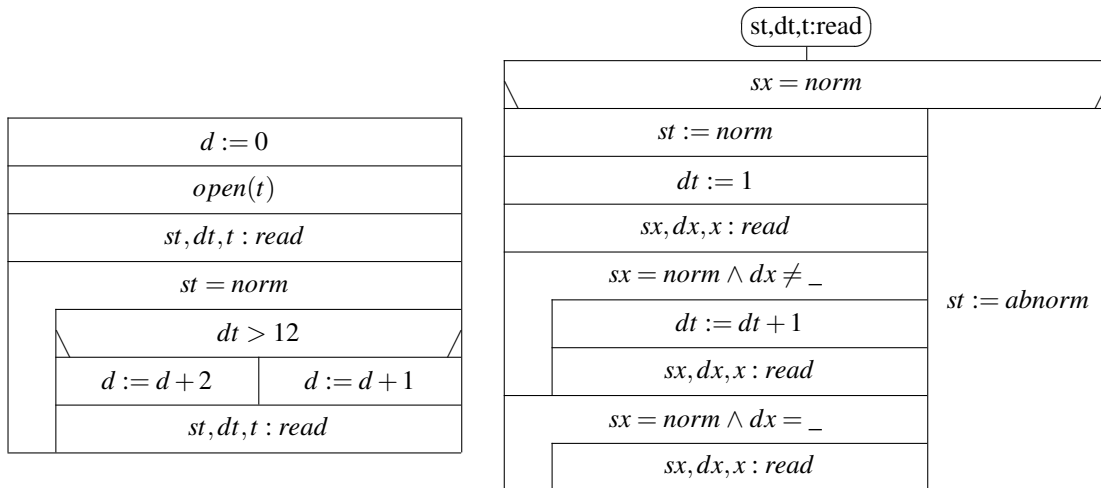 d := 0
open(t)
st,dt,t : read
st = norm
dt > 12
d := d + 2
d := d + 1
st,dt,t : read
st,dt,t:read
sx = norm
st := norm
dt := 1
sx,dx,x : read
sx = norm ∧ dx ≠ _
dt := dt + 1
sx,dx,x : read
sx = norm ∧ dx = _
sx,dx,x : read
st := abnorm